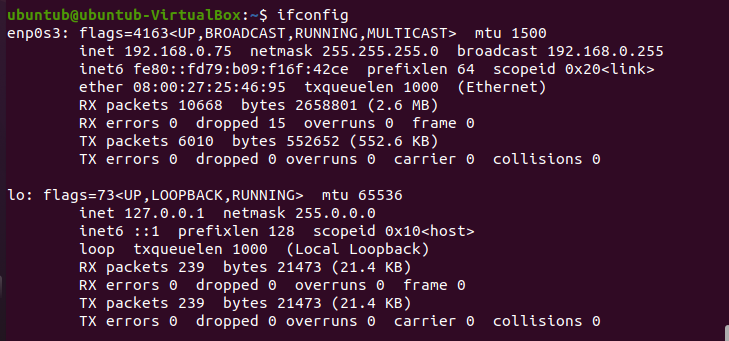 ubuntub@ubuntub-VirtualBox:~$ ifconfig
enp0s3: flags=4163<UP,BROADCAST,RUNNING,MULTICAST>  mtu 1500
        inet 192.168.0.75  netmask 255.255.255.0  broadcast 192.168.0.255
        inet6 fe80::fd79:b09:f16f:42ce  prefixlen 64  scopeid 0x20<link>
        ether 08:00:27:25:46:95  txqueuelen 1000  (Ethernet)
        RX packets 10668  bytes 2658801 (2.6 MB)
        RX errors 0  dropped 15  overruns 0  frame 0
        TX packets 6010  bytes 552652 (552.6 KB)
        TX errors 0  dropped 0 overruns 0  carrier 0  collisions 0

lo: flags=73<UP,LOOPBACK,RUNNING>  mtu 65536
        inet 127.0.0.1  netmask 255.0.0.0
        inet6 ::1  prefixlen 128  scopeid 0x10<host>
        loop  txqueuelen 1000  (Local Loopback)
        RX packets 239  bytes 21473 (21.4 KB)
        RX errors 0  dropped 0  overruns 0  frame 0
        TX packets 239  bytes 21473 (21.4 KB)
        TX errors 0  dropped 0 overruns 0  carrier 0  collisions 0